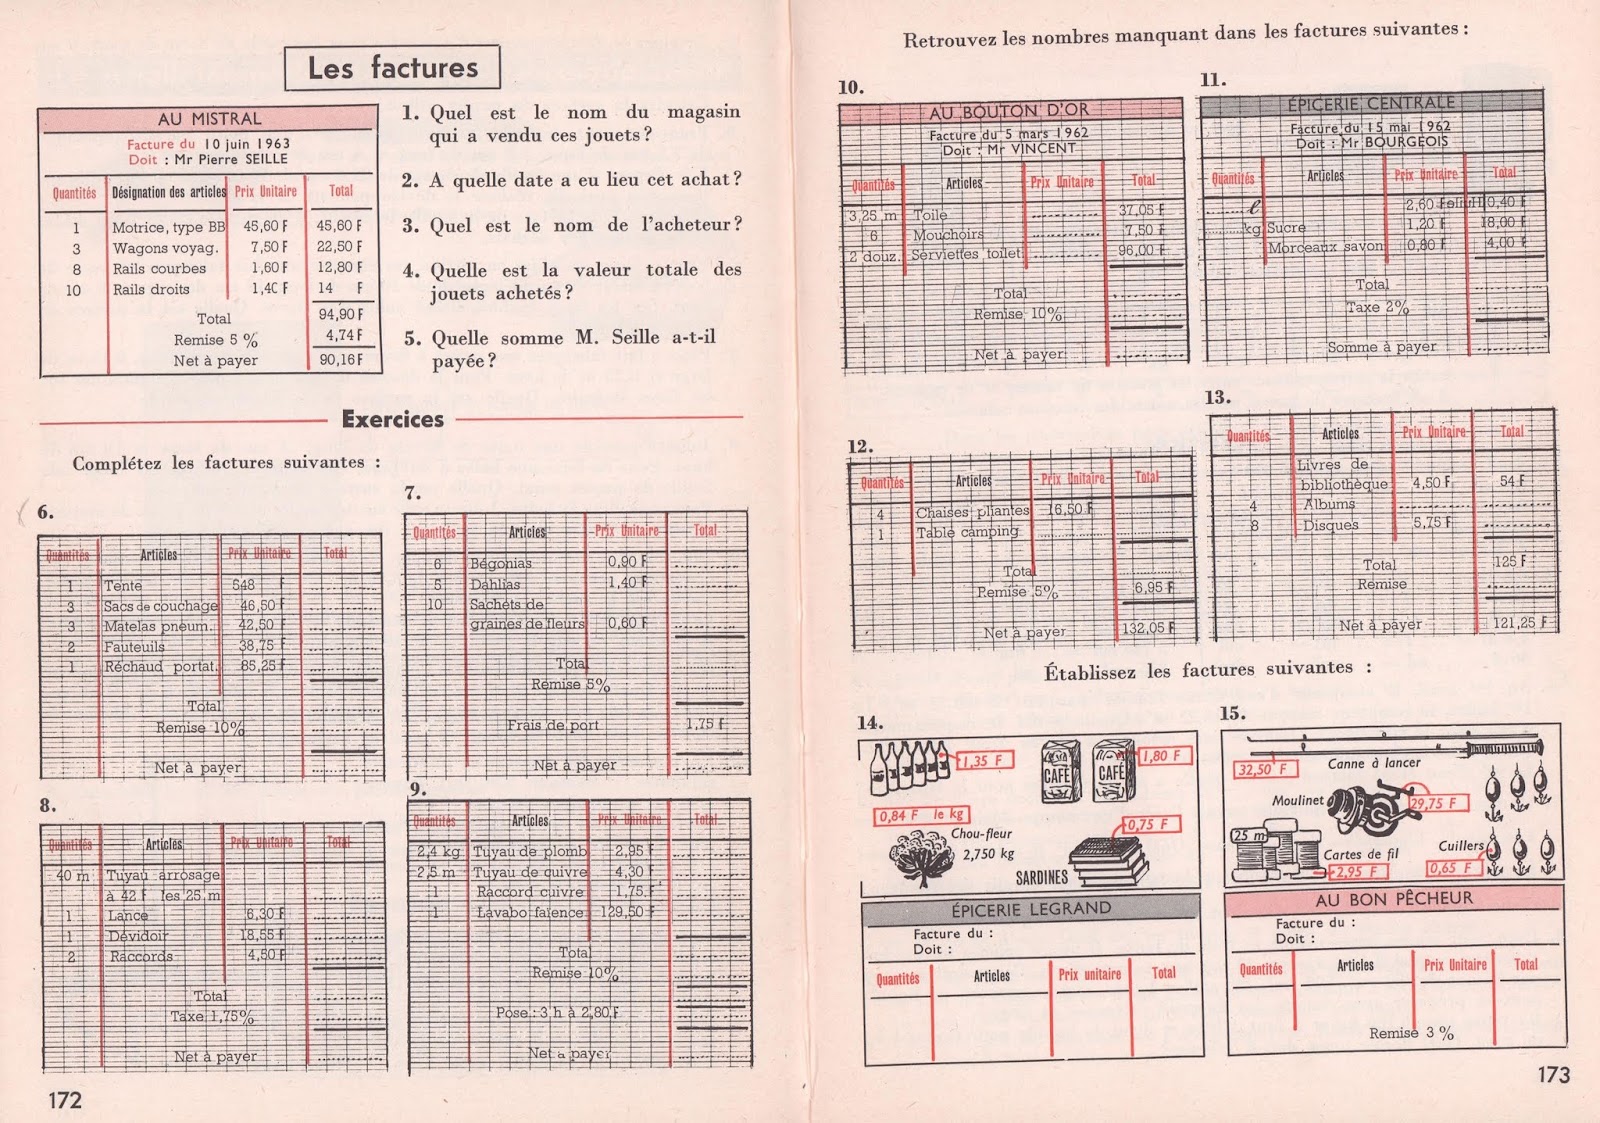 Les factures
AU MISTRAL
Facture du 10 juin 1963
Doit : Mr Pierre SEILLE
Quantités Désignation des articles Prix Unitaire Total
1 Motrice, type BB 45,60 F 45,60 F
3 Wagons voyag. 7,50 F 22,50 F
8 Rails courbes 1,60 F 12,80 F
10 Rails droits 1,40 F 14 F
Total 94,90 F
Remise 5 % 4,74 F
Net à payer 90,16 F
1. Quel est le nom du magasin
qui a vendu ces jouets ?
2. A quelle date a eu lieu cet achat ?
3. Quel est le nom de l'acheteur ?
4. Quelle est la valeur totale des
jouets achetés ?
5. Quelle somme M. Seille a-t-il
payée ?
Exercices
Complétez les factures suivantes :
6.
Quantités Articles Prix Unitaire Total
1 Tente 548 F ..........
3 Sacs de couchage 46,50 F ..........
3 Matelas pneum. 42,50 F ..........
2 Fauteuils 38,75 F ..........
1 Réchaud portat. 85,25 F ..........
Total ..........
Remise 10% ..........
Net à payer ..........
7.
Quantités Articles Prix Unitaire Total
6 Bégonias 0,90 F ..........
5 Dahlias 1,40 F ..........
10 Sachets de
graines de fleurs 0,60 F ..........
Total ..........
Remise 5% ..........
Frais de port 1,75 F
Net à payer ..........
8.
Quantités Articles Prix Unitaire Total
40 m Tuyau arrosage
à 42 F les 25 m ..........
1 Lance 6,30 F ..........
1 Dévidoir 18,55 F ..........
2 Raccords 4,50 F ..........
Total ..........
Taxe 1,75% ..........
Net à payer ..........
9.
Quantités Articles Prix Unitaire Total
2,4 kg Tuyau de plomb 2,95 F ..........
2,5 m Tuyau de cuivre 4,30 F ..........
1 Raccord cuivre 1,75 F ..........
1 Lavabo faïence 129,50 F ..........
Total ..........
Remise 10% ..........
Pose : 3 h à 2,80 F ..........
Net à payer ..........
172
Retrouvez les nombres manquant dans les factures suivantes :
10.
AU BOUTON D'OR
Facture du 5 mars 1962
Doit : Mr VINCENT
Quantités Articles Prix Unitaire Total
3,25 m Toile .......... 37,05 F
6 Mouchoirs .......... 7,50 F
2 douz. Serviettes toilet .......... 96,00 F
Total ..........
Remise 10% ..........
Net à payer ..........
11.
ÉPICERIE CENTRALE
Facture du 15 mai 1962
Doit : Mr BOURGEOIS
Quantités Articles Prix Unitaire Total
.......... ℓ 2,60 F 10,40 F
.......... kg Sucre 1,20 F 18,00 F
Morceaux savon 0,80 F 4,00 F
Total ..........
Taxe 2% ..........
Somme à payer ..........
12.
Quantités Articles Prix Unitaire Total
4 Chaises pliantes 16,50 F ..........
1 Table camping .......... ..........
Total ..........
Remise 5% 6,95 F
Net à payer 132,05 F
13.
Quantités Articles Prix Unitaire Total
Livres de
bibliothèque 4,50 F 54 F
4 Albums .......... ..........
8 Disques 5,75 F ..........
Total 125 F
Remise ..........
Net à payer 121,25 F
Établissez les factures suivantes :
14.
1,35 F
CAFÉ
CAFÉ
1,80 F
0,84 F le kg
Chou-fleur
2,750 kg
0,75 F
SARDINES
ÉPICERIE LEGRAND
Facture du :
Doit :
Quantités Articles Prix unitaire Total
15.
32,50 F
Canne à lancer
Moulinet
29,75 F
25 m
Cartes de fil
2,95 F
Cuillers
0,65 F
AU BON PÊCHEUR
Facture du :
Doit :
Quantités Articles Prix Unitaire Total
Remise 3 %
173